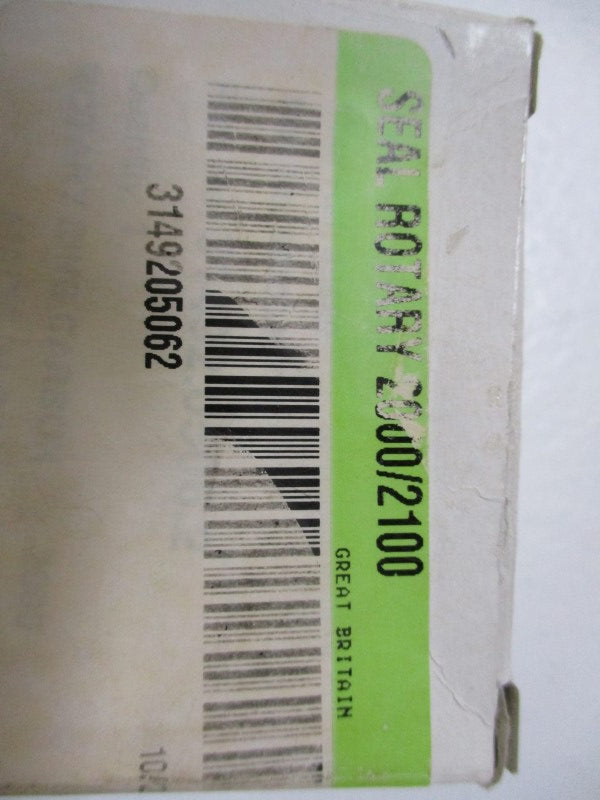 SEAL ROTARY 2000/2100
GREAT BRITAIN
3149205062